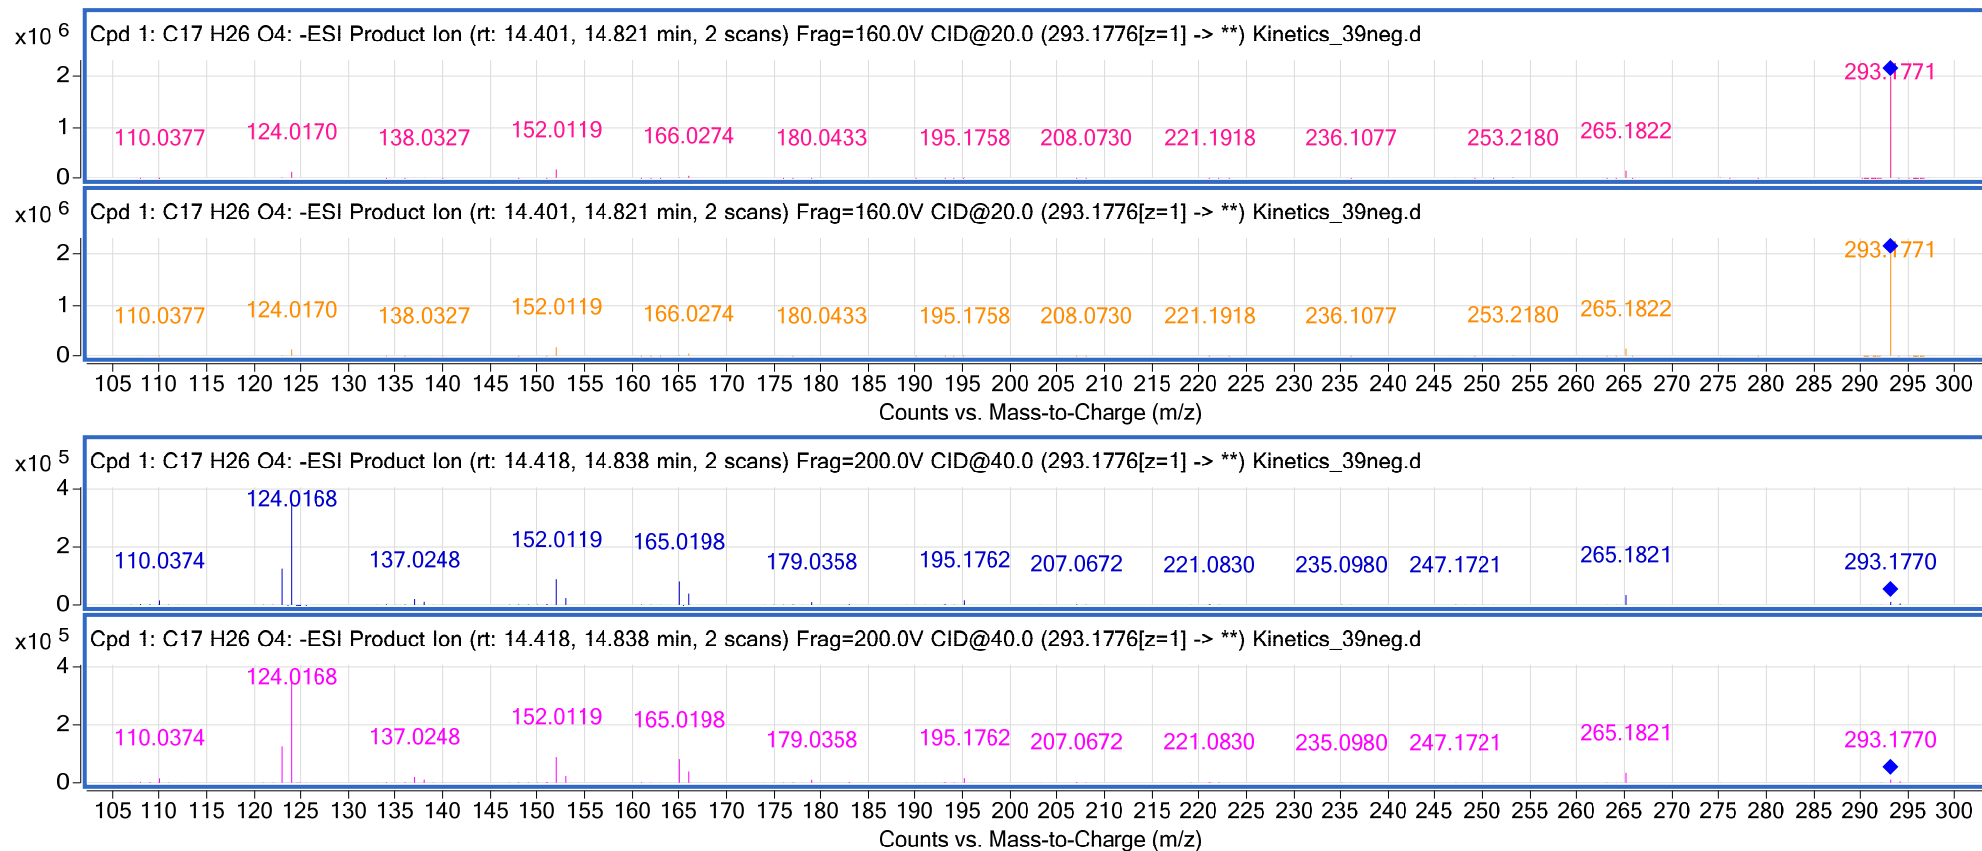 x10 6 Cpd 1: C17 H26 O4: -ESI Product Ion (rt: 14.401, 14.821 min, 2 scans) Frag=160.0V CID@20.0 (293.1776[z=1] -> **) Kinetics_39neg.d
2 293.1771
1 110.0377 124.0170 138.0327 152.0119 166.0274 180.0433 195.1758 208.0730 221.1918 236.1077 253.2180 265.1822
0
x10 6 Cpd 1: C17 H26 O4: -ESI Product Ion (rt: 14.401, 14.821 min, 2 scans) Frag=160.0V CID@20.0 (293.1776[z=1] -> **) Kinetics_39neg.d
2 293.1771
1 110.0377 124.0170 138.0327 152.0119 166.0274 180.0433 195.1758 208.0730 221.1918 236.1077 253.2180 265.1822
0
105 110 115 120 125 130 135 140 145 150 155 160 165 170 175 180 185 190 195 200 205 210 215 220 225 230 235 240 245 250 255 260 265 270 275 280 285 290 295 300
Counts vs. Mass-to-Charge (m/z)
x10 5 Cpd 1: C17 H26 O4: -ESI Product Ion (rt: 14.418, 14.838 min, 2 scans) Frag=200.0V CID@40.0 (293.1776[z=1] -> **) Kinetics_39neg.d
4 124.0168
2 110.0374 137.0248 152.0119 165.0198 179.0358 195.1762 207.0672 221.0830 235.0980 247.1721 265.1821 293.1770
0
x10 5 Cpd 1: C17 H26 O4: -ESI Product Ion (rt: 14.418, 14.838 min, 2 scans) Frag=200.0V CID@40.0 (293.1776[z=1] -> **) Kinetics_39neg.d
4 124.0168
2 110.0374 137.0248 152.0119 165.0198 179.0358 195.1762 207.0672 221.0830 235.0980 247.1721 265.1821 293.1770
0
105 110 115 120 125 130 135 140 145 150 155 160 165 170 175 180 185 190 195 200 205 210 215 220 225 230 235 240 245 250 255 260 265 270 275 280 285 290 295 300
Counts vs. Mass-to-Charge (m/z)